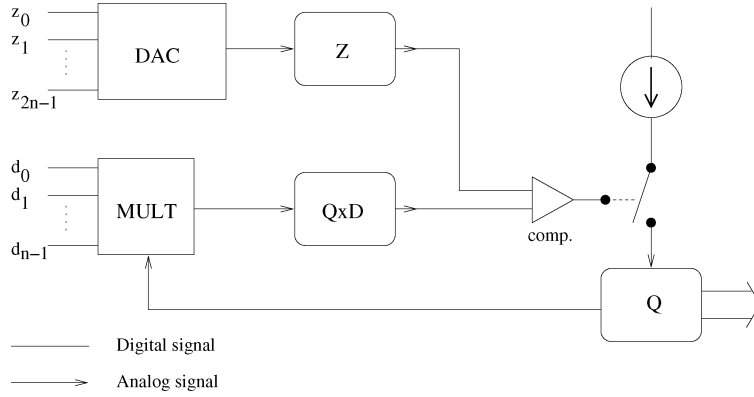 z0
z1
z2n−1
DAC
Z
d0
d1
dn−1
MULT
QxD
comp.
Q
Digital signal
Analog signal